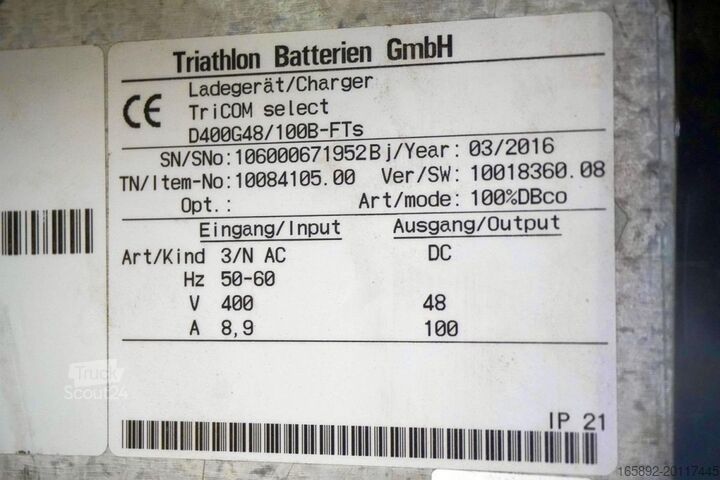 Triathlon Batterien GmbH
CE
Ladegerät/Charger
TriCOM select
D400G48/100B-FTs
SN/SNo:106000671952Bj/Year: 03/2016
TN/Item-No:10084105.00 Ver/SW: 10018360.08
Opt.: Art/mode: 100%DBco
Eingang/Input Ausgang/Output
Art/Kind 3/N AC DC
Hz 50-60
V 400 48
A 8,9 100
IP 21
Truck
Scout24
165892-20117445